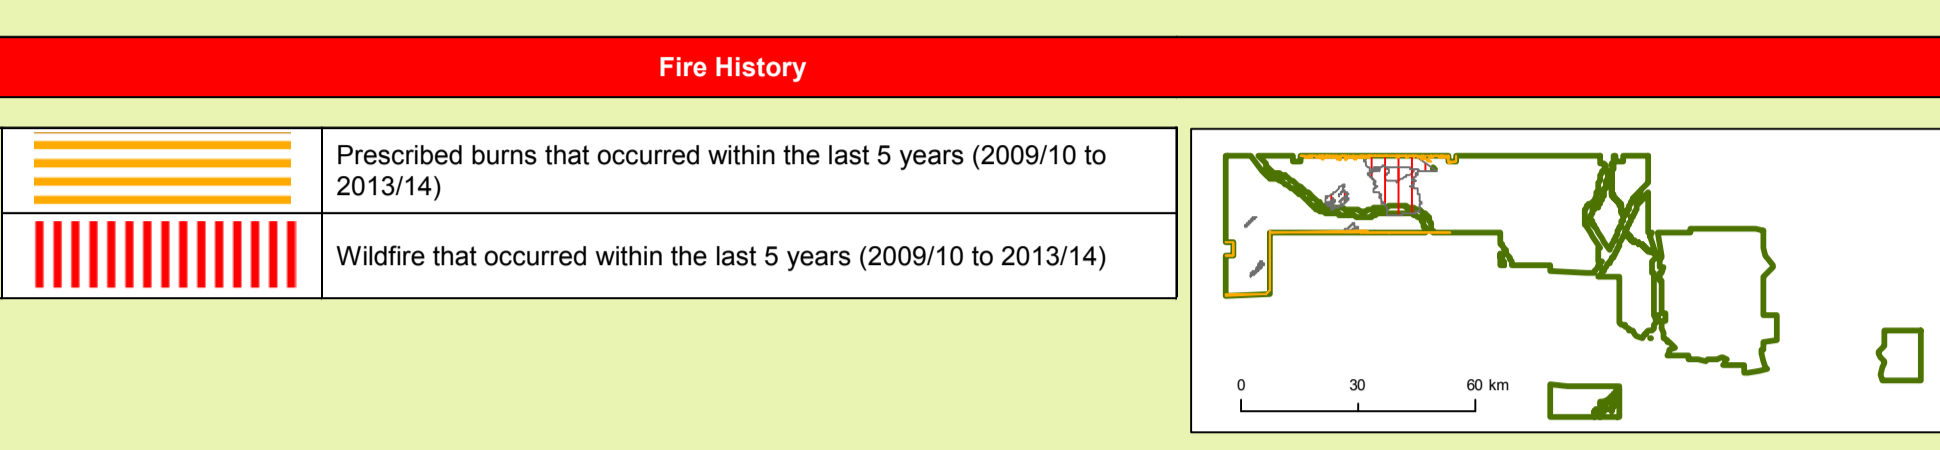 Fire History
Prescribed burns that occurred within the last 5 years (2009/10 to
2013/14)
Wildfire that occurred within the last 5 years (2009/10 to 2013/14)
0 30 60 km